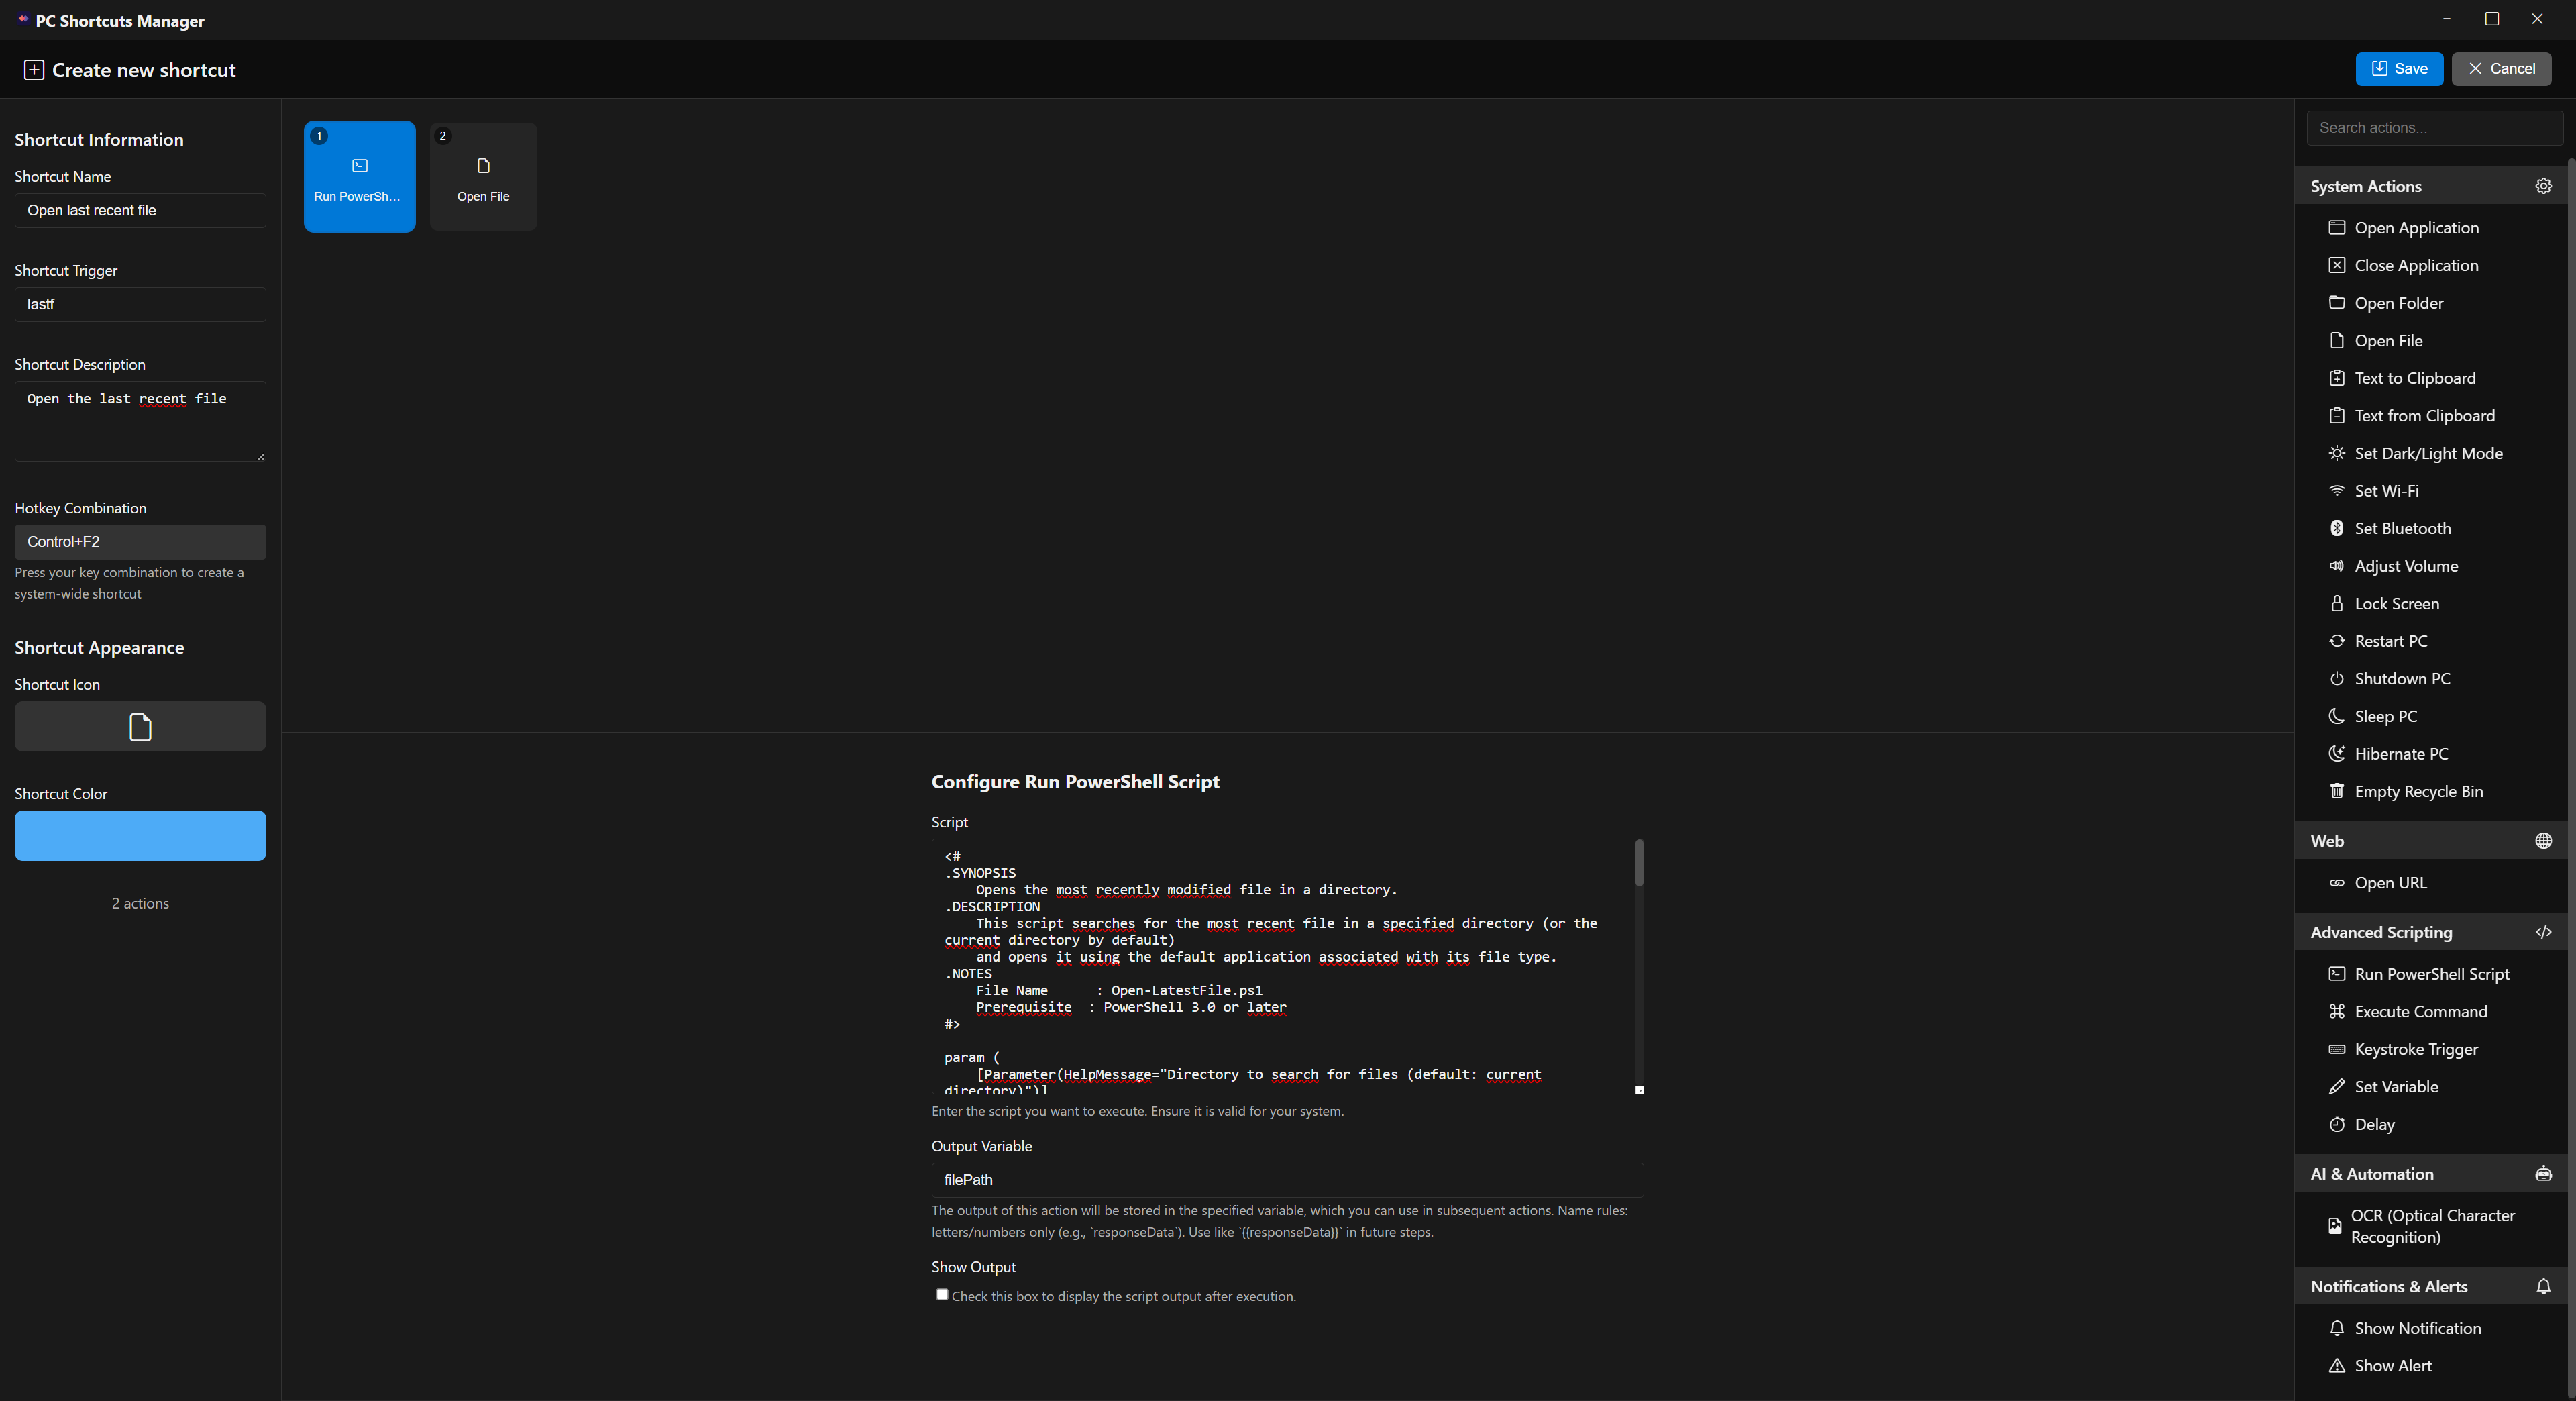 PC Shortcuts Manager
Create new shortcut
Save
Cancel
Shortcut Information
Shortcut Name
Open last recent file
Shortcut Trigger
lastf
Shortcut Description
Open the last recent file
Hotkey Combination
Control+F2
Press your key combination to create a
system-wide shortcut
Shortcut Appearance
Shortcut Icon
Shortcut Color
2 actions
1
Run PowerSh...
2
Open File
Configure Run PowerShell Script
Script
<#
.SYNOPSIS
    Opens the most recently modified file in a directory.
.DESCRIPTION
    This script searches for the most recent file in a specified directory (or the
current directory by default)
    and opens it using the default application associated with its file type.
.NOTES
    File Name      : Open-LatestFile.ps1
    Prerequisite  : PowerShell 3.0 or later
#>
param (
    [Parameter(HelpMessage="Directory to search for files (default: current
directory)")]
Enter the script you want to execute. Ensure it is valid for your system.
Output Variable
filePath
The output of this action will be stored in the specified variable, which you can use in subsequent actions. Name rules:
letters/numbers only (e.g., `responseData`). Use like `{{responseData}}` in future steps.
Show Output
Check this box to display the script output after execution.
Search actions...
System Actions
Open Application
Close Application
Open Folder
Open File
Text to Clipboard
Text from Clipboard
Set Dark/Light Mode
Set Wi-Fi
Set Bluetooth
Adjust Volume
Lock Screen
Restart PC
Shutdown PC
Sleep PC
Hibernate PC
Empty Recycle Bin
Web
Open URL
Advanced Scripting
Run PowerShell Script
Execute Command
Keystroke Trigger
Set Variable
Delay
AI & Automation
OCR (Optical Character
Recognition)
Notifications & Alerts
Show Notification
Show Alert